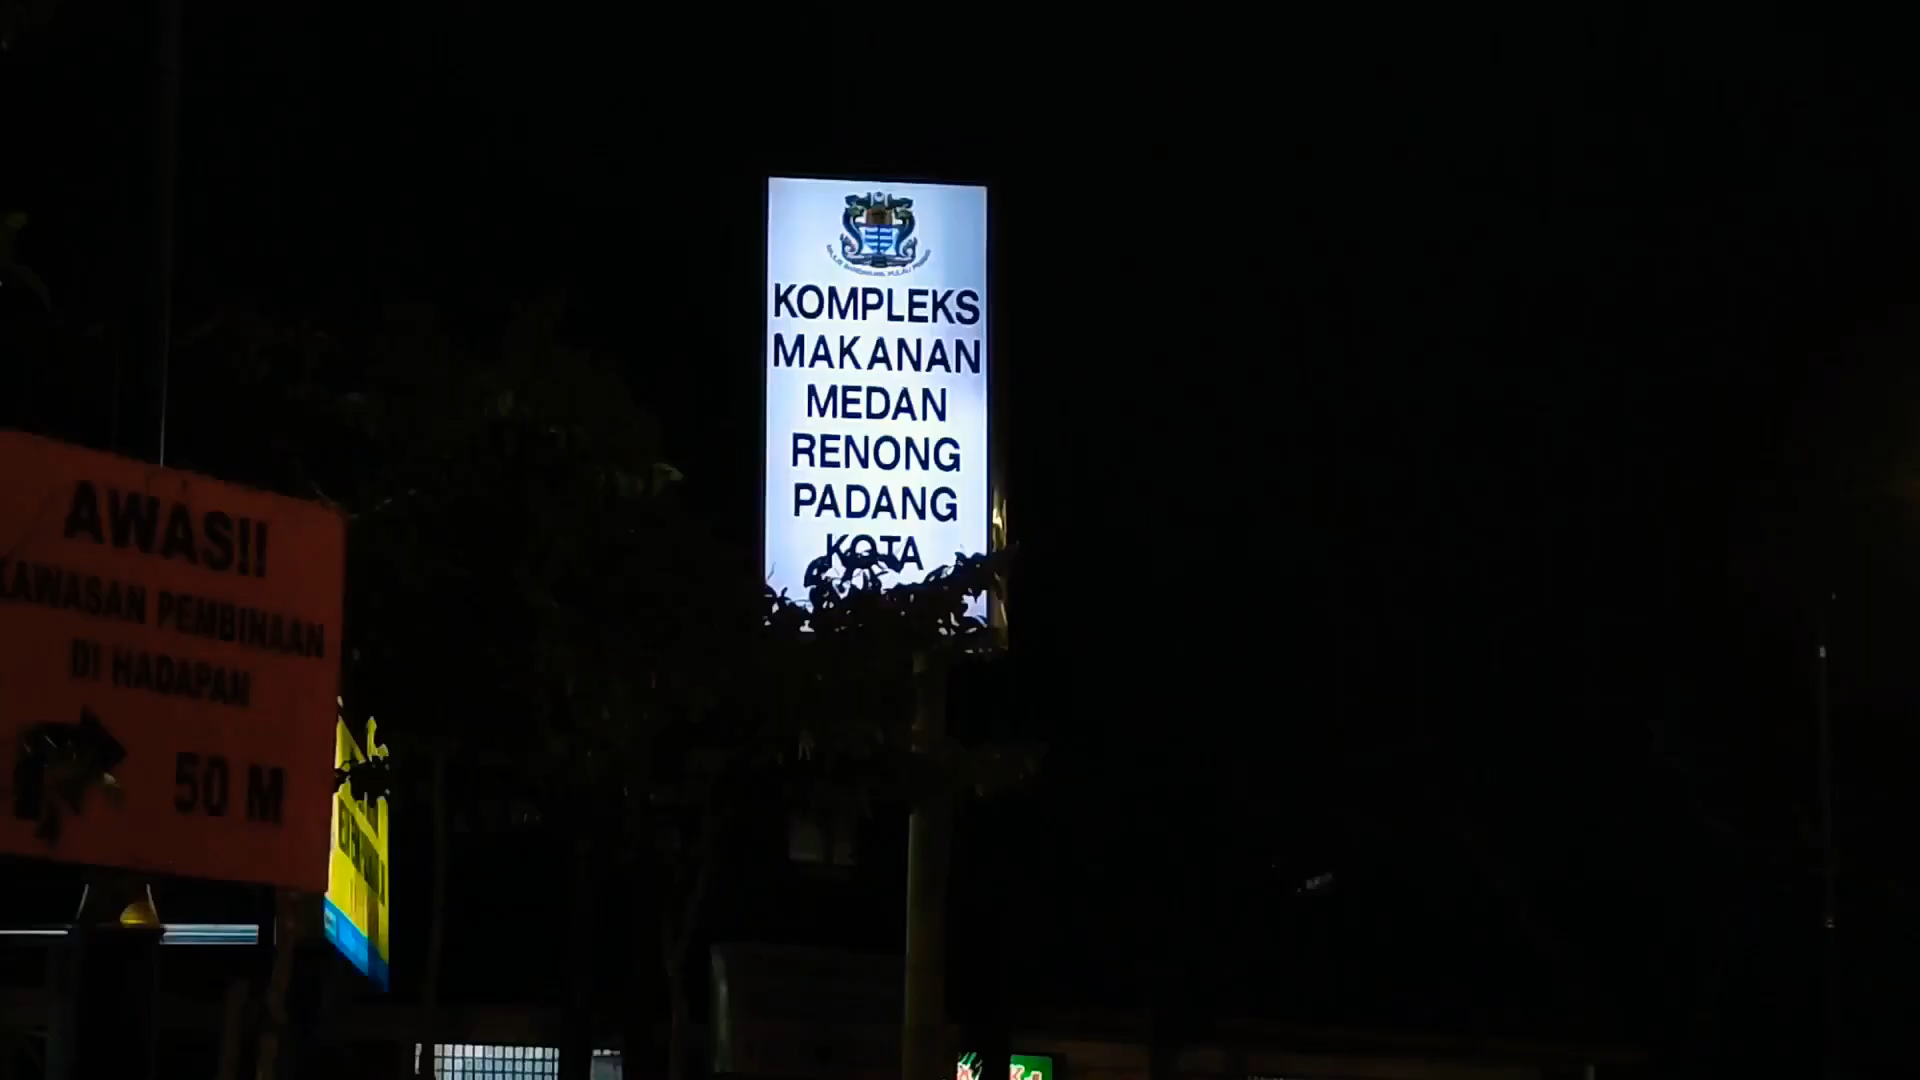 KOMPLEKS
MAKANAN
MEDAN
RENONG
PADANG
KOTA
AWAS!!
KAWASAN PEMBINAAN
DI HADAPAN
50 M